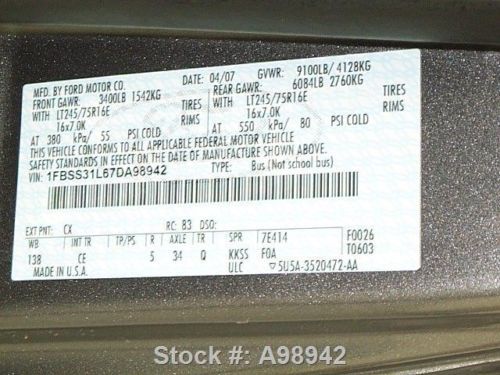 MFD. BY FORD MOTOR CO. DATE: 04/07 GVWR: 9100LB/ 4128KG
FRONT GAWR: 3400LB 1542KG REAR GAWR: 6084LB 2760KG
WITH LT245/75R16E TIRES WITH LT245/75R16E TIRES
16x7.0K RIMS 16x7.0K RIMS
AT 380 kPa/ 55 PSI COLD AT 550 kPa/ 80 PSI COLD
THIS VEHICLE CONFORMS TO ALL APPLICABLE FEDERAL MOTOR VEHICLE
SAFETY STANDARDS IN EFFECT ON THE DATE OF MANUFACTURE SHOWN ABOVE.
VIN: 1FBSS31L67DA98942 TYPE: Bus (Not school bus)
EXT PNT: CX RC: 83 DSO: F0026
WB INT TR TP/PS R AXLE TR SPR 7E414 T0603
138 CE 5 34 Q KKSS F0A
MADE IN U.S.A. ULC ▽5U5A-3520472-AA
Stock #: A98942